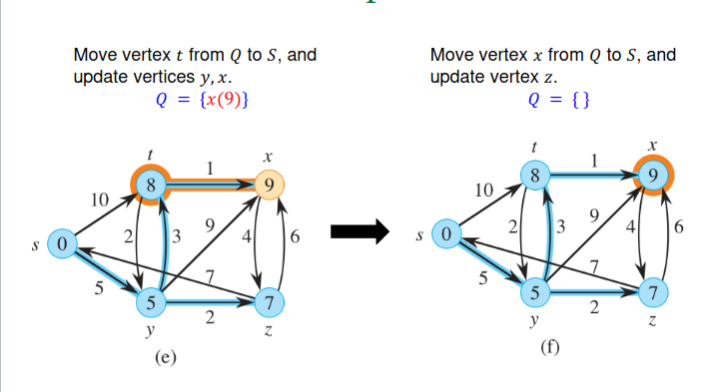 Move vertex t from Q to S, and
update vertices y, x.
Q = {x(9)}
Move vertex x from Q to S, and
update vertex z.
Q = { }
t
x
1
8
9
10
9
2
3
4
6
s
0
7
5
5
7
2
y
z
(e)
t
x
1
8
9
10
9
2
3
4
6
s
0
7
5
5
7
2
y
z
(f)